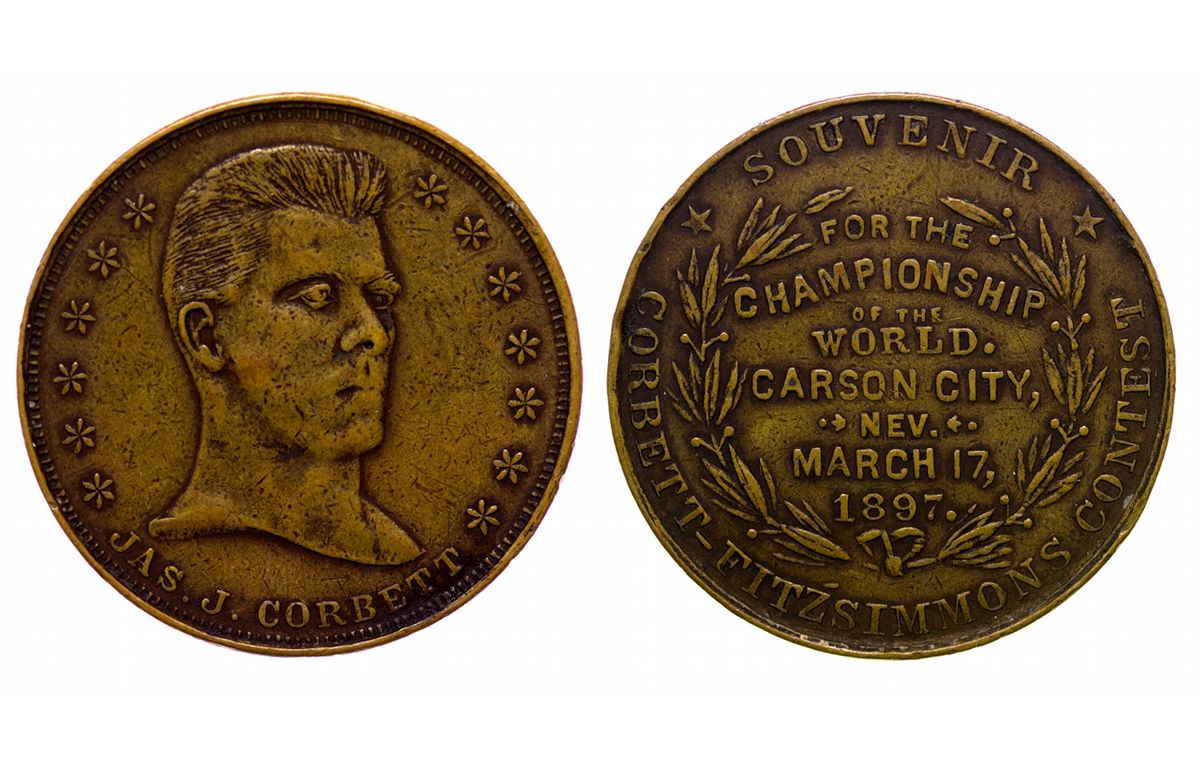 JAS. J. CORBETT
SOUVENIR
FOR THE
CHAMPIONSHIP
OF THE
WORLD.
CARSON CITY,
NEV.
MARCH 17,
1897.
CORBETT-FITZSIMMONS CONTEST